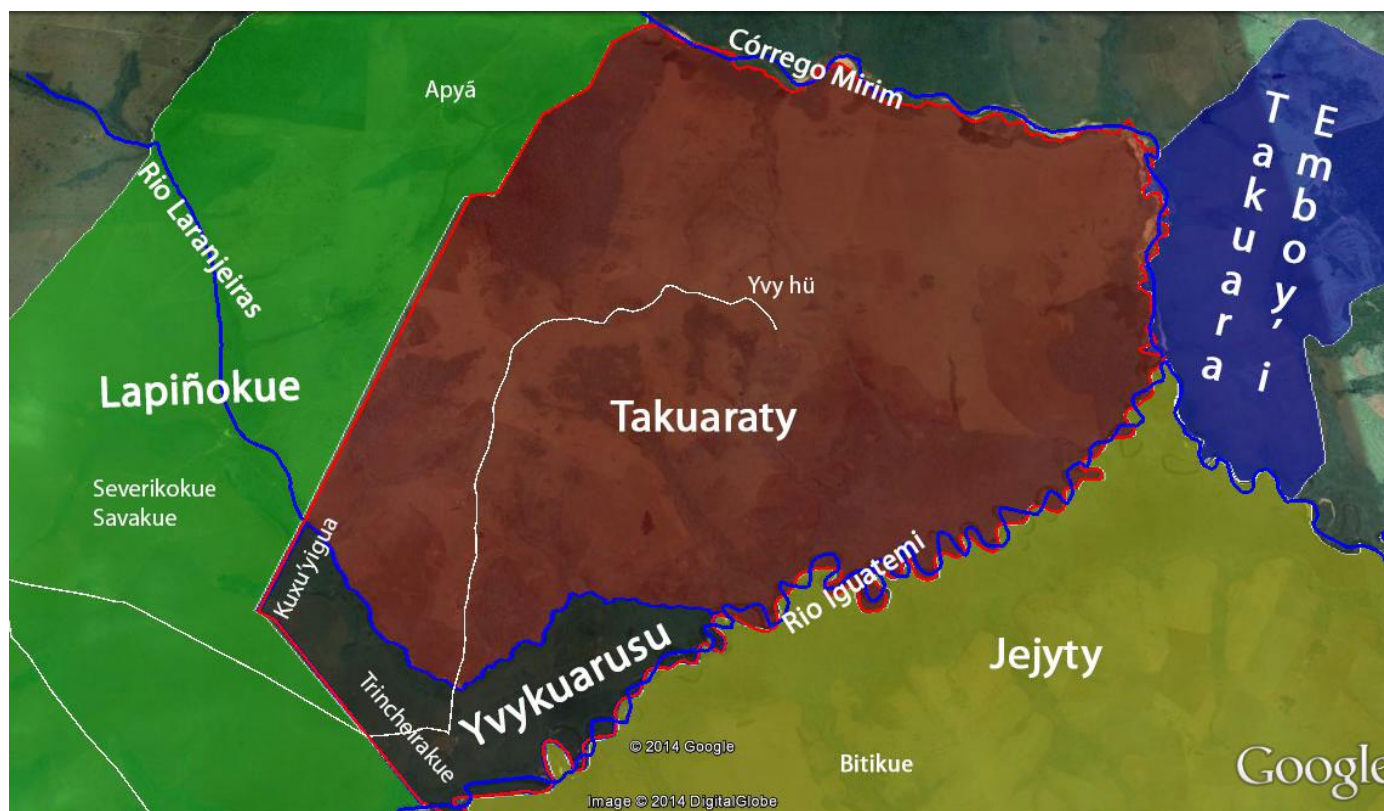 Córrego Mirim
Apyã
Takuara
Emboy'i
Rio Laranjeiras
Yvy hü
Lapiñokue
Takuaraty
Severikokue
Savakue
Kuxu'yigua
Rio Iguatemi
Yvykuarusu
Jejyty
Trincheirakue
© 2014 Google
Bitikue
Google
Image © 2014 DigitalGlobe